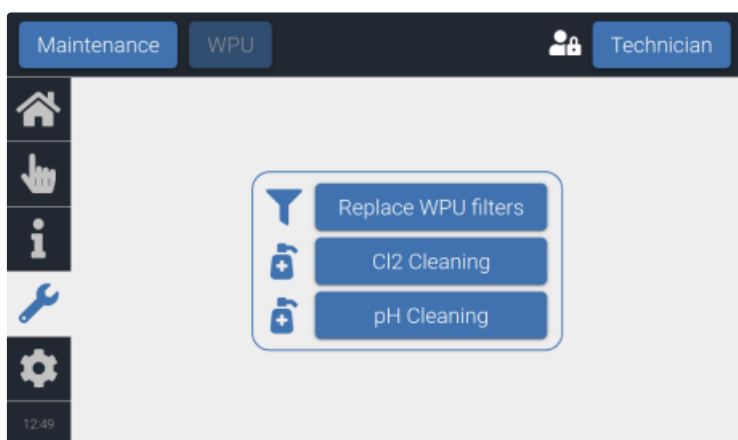 Maintenance WPU Technician
Replace WPU filters
Cl2 Cleaning
pH Cleaning
12:49